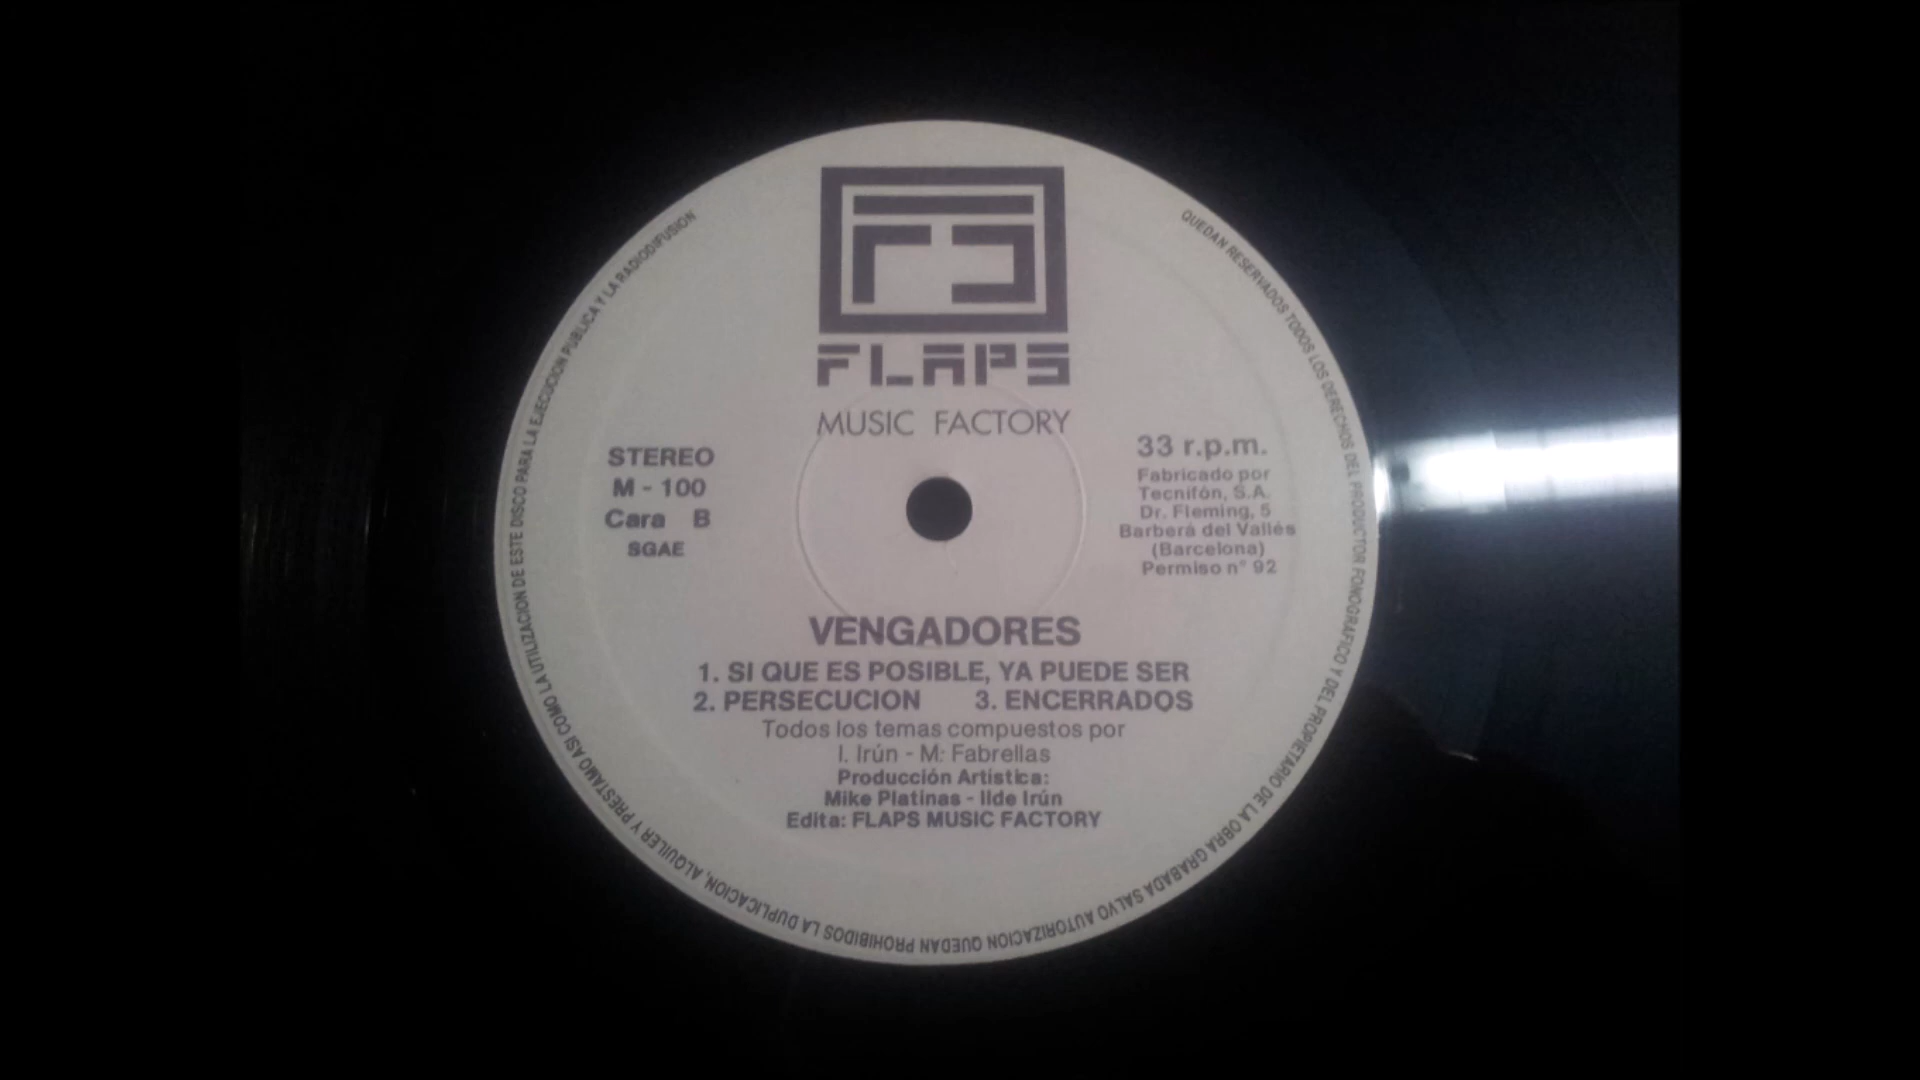 FLAPS
MUSIC FACTORY
STEREO
M - 100
Cara B
SGAE
33 r.p.m.
Fabricado por
Tecnifón, S.A.
Dr. Fleming, 5
Barberá del Vallés
(Barcelona)
Permiso n° 92
VENGADORES
1. SI QUE ES POSIBLE, YA PUEDE SER
2. PERSECUCION 3. ENCERRADOS
Todos los temas compuestos por
I. Irún - M: Fabrellas
Producción Artística:
Mike Platinas - Ilde Irún
Edita: FLAPS MUSIC FACTORY
QUEDAN RESERVADOS TODOS LOS DERECHOS DEL PRODUCTOR FONOGRAFICO Y DEL PROPIETARIO DE LA OBRA GRABADA SALVO AUTORIZACION QUEDAN PROHIBIDOS LA DUPLICACION, ALQUILER Y PRESTAMO ASI COMO LA UTILIZACION DE ESTE DISCO PARA LA EJECUCION PUBLICA Y LA RADIODIFUSION